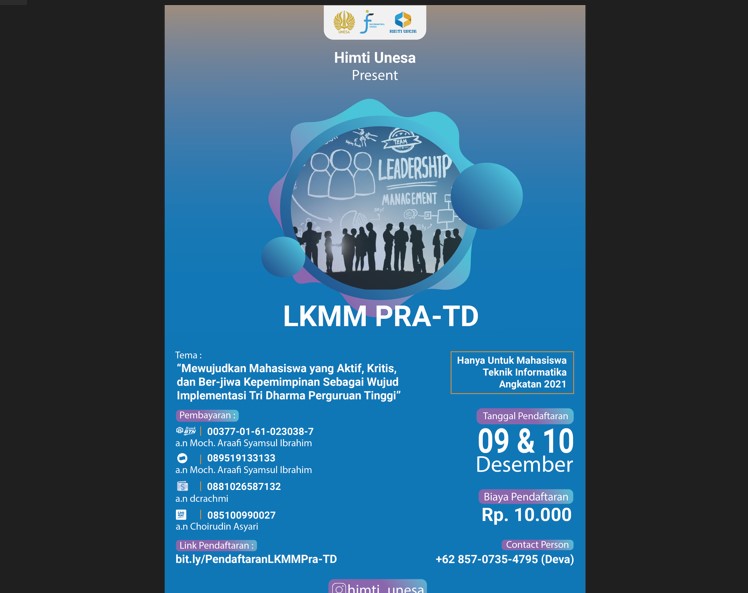 UNESA
HIMTI UNESA
Himti Unesa
Present
TEAM
LEADERSHIP
MANAGEMENT
LKMM PRA-TD
Tema :
“Mewujudkan Mahasiswa yang Aktif, Kritis,
dan Ber-jiwa Kepemimpinan Sebagai Wujud
Implementasi Tri Dharma Perguruan Tinggi”
Hanya Untuk Mahasiswa
Teknik Informatika
Angkatan 2021
Pembayaran :
| 00377-01-61-023038-7
a.n Moch. Araafi Syamsul Ibrahim
| 089519133133
a.n Moch. Araafi Syamsul Ibrahim
| 0881026587132
a.n dcrachmi
| 085100990027
a.n Choirudin Asyari
Link Pendaftaran :
bit.ly/PendaftaranLKMMPra-TD
Tanggal Pendaftaran
09 & 10
Desember
Biaya Pendaftaran
Rp. 10.000
Contact Person
+62 857-0735-4795 (Deva)
himti_unesa